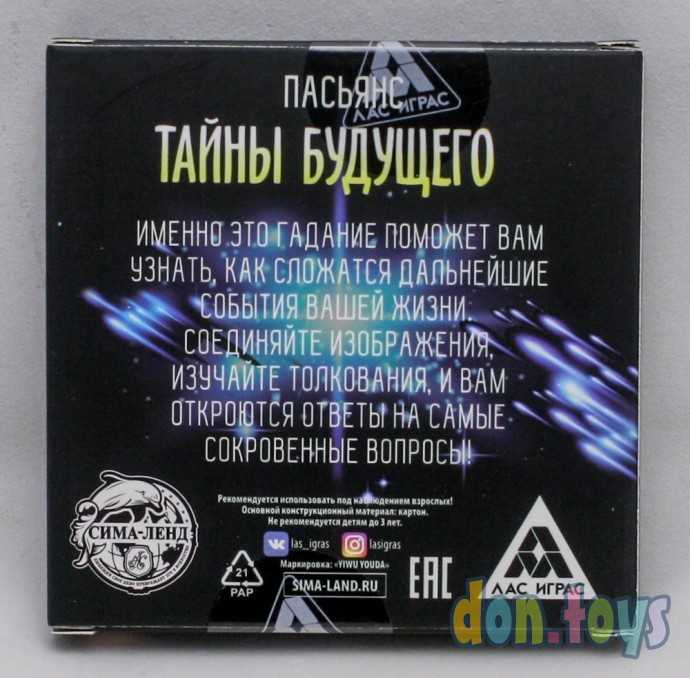 ЛАС ИГРАС
ПАСЬЯНС
ТАЙНЫ БУДУЩЕГО
ИМЕННО ЭТО ГАДАНИЕ ПОМОЖЕТ ВАМ
УЗНАТЬ, КАК СЛОЖАТСЯ ДАЛЬНЕЙШИЕ
СОБЫТИЯ ВАШЕЙ ЖИЗНИ.
СОЕДИНЯЙТЕ ИЗОБРАЖЕНИЯ,
ИЗУЧАЙТЕ ТОЛКОВАНИЯ, И ВАМ
ОТКРОЮТСЯ ОТВЕТЫ НА САМЫЕ
СОКРОВЕННЫЕ ВОПРОСЫ!
Рекомендуется использовать под наблюдением взрослых!
Основной конструкционный материал: картон.
Не рекомендуется детям до 3 лет.
las_igras lasigras
Маркировка: «YIWU YOUDA»
SIMA-LAND.RU
СИМА-ЛЕНД
21
PAP
EAC
ЛАС ИГРАС
don.toys